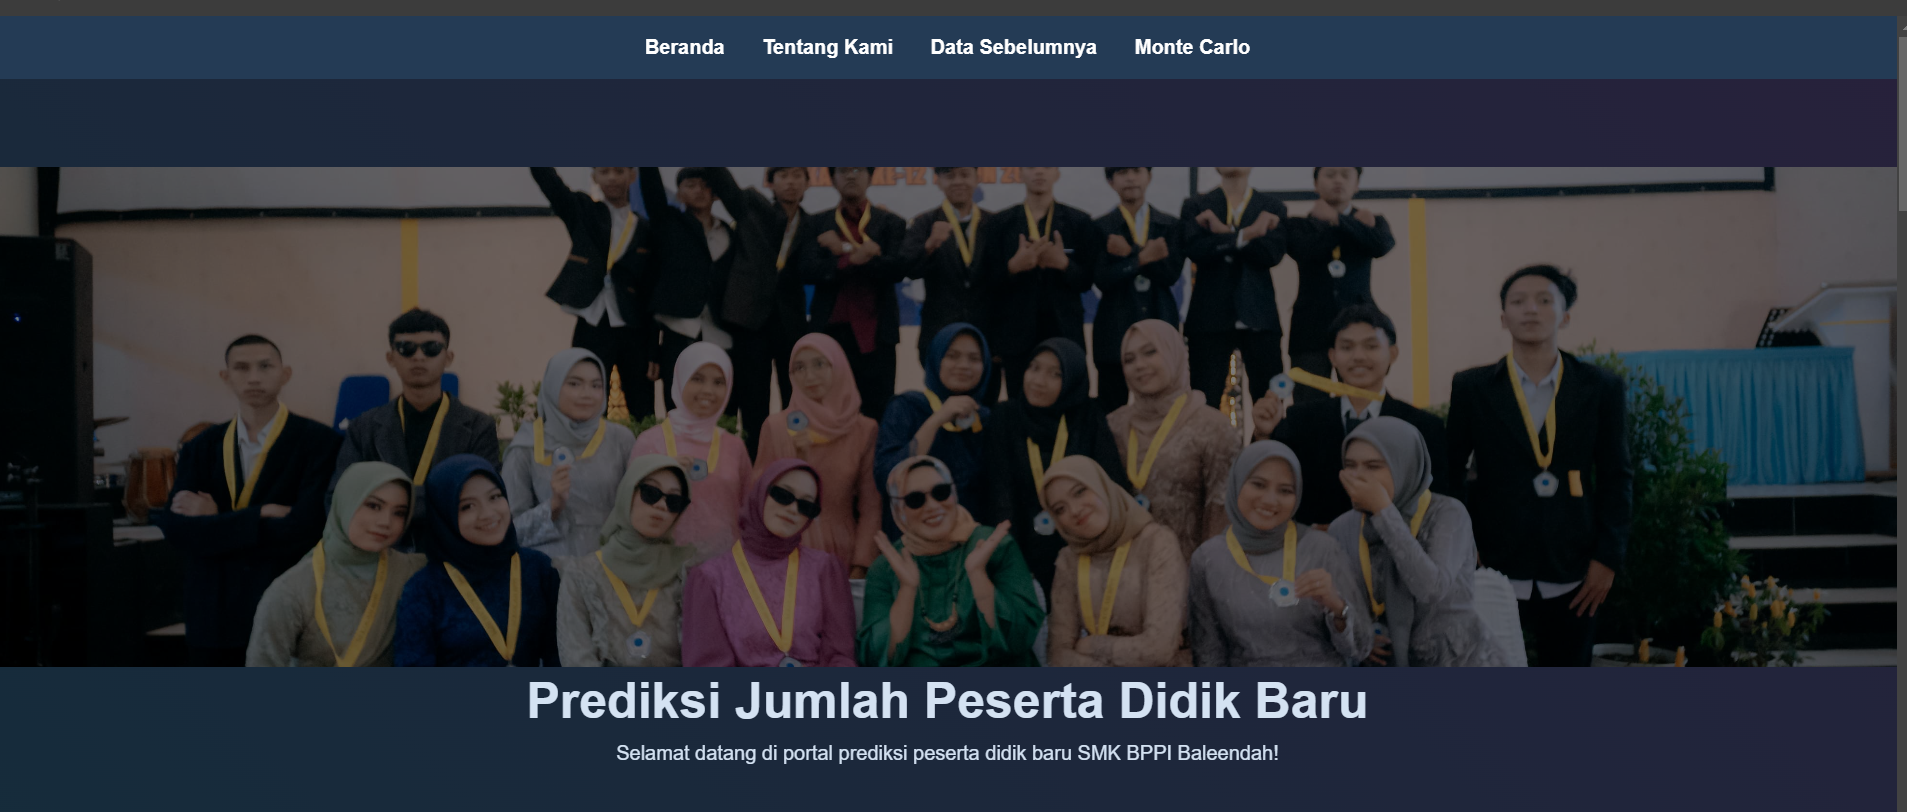 Beranda Tentang Kami Data Sebelumnya Monte Carlo
Prediksi Jumlah Peserta Didik Baru
Selamat datang di portal prediksi peserta didik baru SMK BPPI Baleendah!